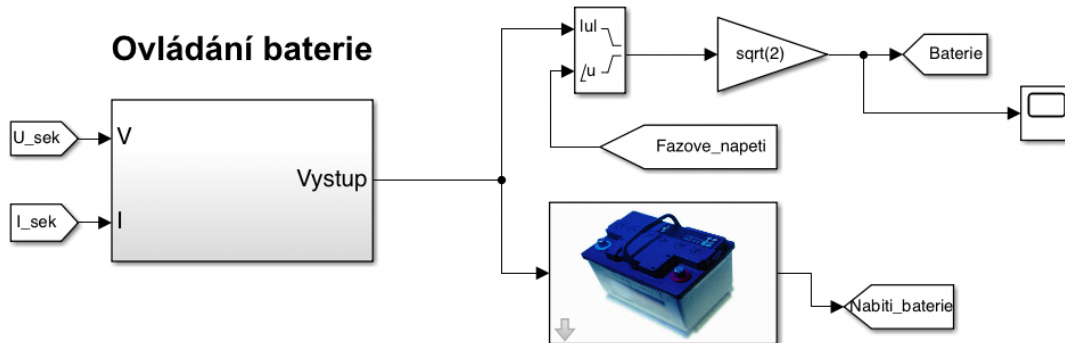 Ovládání baterie
U_sek
I_sek
V
I
Vystup
|u|
∠u
sqrt(2)
Baterie
Fazove_napeti
Nabiti_baterie